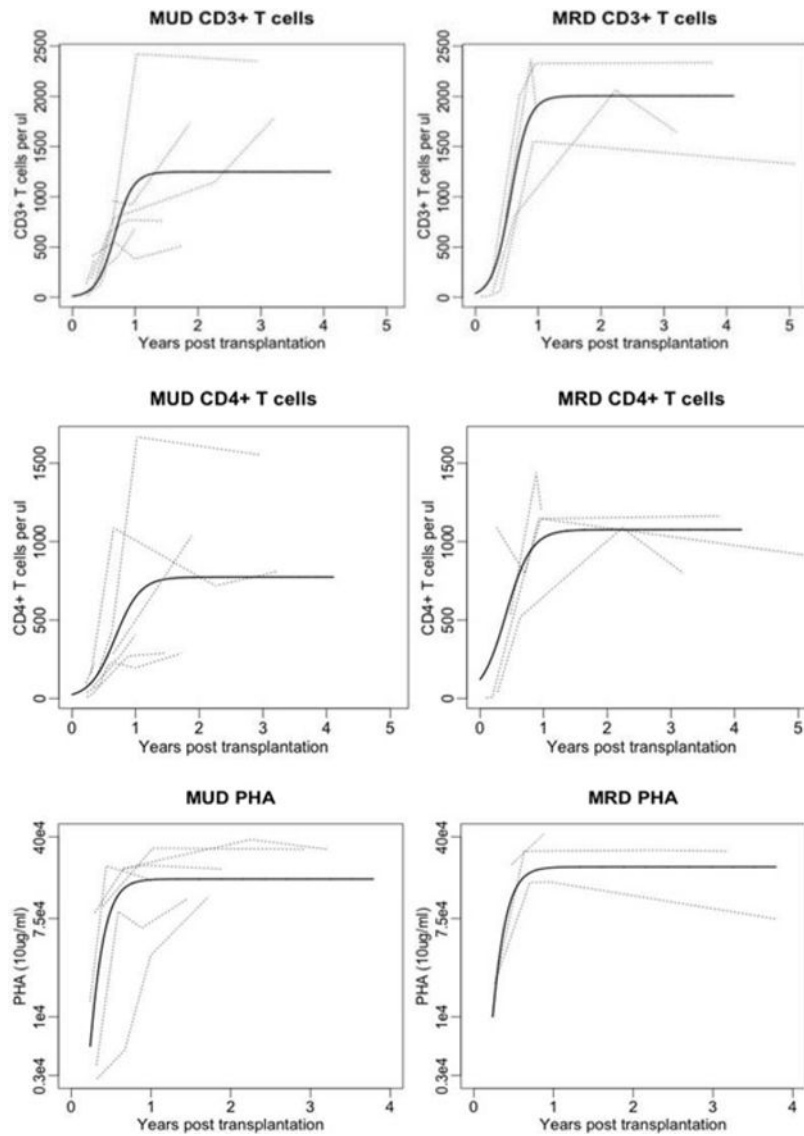 MUD CD3+ T cells
CD3+ T cells per ul
2500
2000
1500
1000
500
0
0 1 2 3 4 5
Years post transplantation
MRD CD3+ T cells
CD3+ T cells per ul
2500
2000
1500
1000
500
0
0 1 2 3 4 5
Years post transplantation
MUD CD4+ T cells
CD4+ T cells per ul
1500
1000
500
0
0 1 2 3 4 5
Years post transplantation
MRD CD4+ T cells
CD4+ T cells per ul
1500
1000
500
0
0 1 2 3 4 5
Years post transplantation
MUD PHA
PHA (10ug/ml)
40e4
7.5e4
1e4
0.3e4
0 1 2 3 4
Years post transplantation
MRD PHA
PHA (10ug/ml)
40e4
7.5e4
1e4
0.3e4
0 1 2 3 4
Years post transplantation